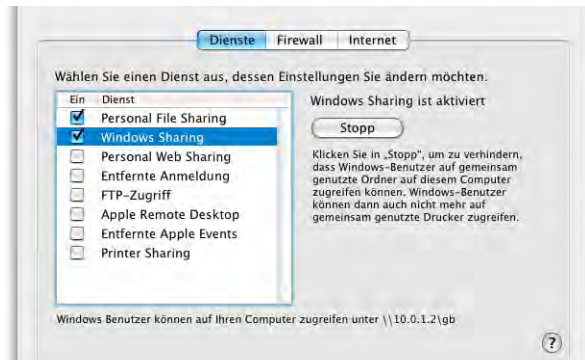 Dienste Firewall Internet
Wählen Sie einen Dienst aus, dessen Einstellungen Sie ändern möchten.
Ein Dienst
Personal File Sharing
Windows Sharing
Personal Web Sharing
Entfernte Anmeldung
FTP-Zugriff
Apple Remote Desktop
Entfernte Apple Events
Printer Sharing
Windows Sharing ist aktiviert
Stopp
Klicken Sie in „Stopp", um zu verhindern,
dass Windows-Benutzer auf gemeinsam
genutzte Ordner auf diesem Computer
zugreifen können. Windows-Benutzer
können dann auch nicht mehr auf
gemeinsam genutzte Drucker zugreifen.
Windows Benutzer können auf Ihren Computer zugreifen unter \\10.0.1.2\gb
?